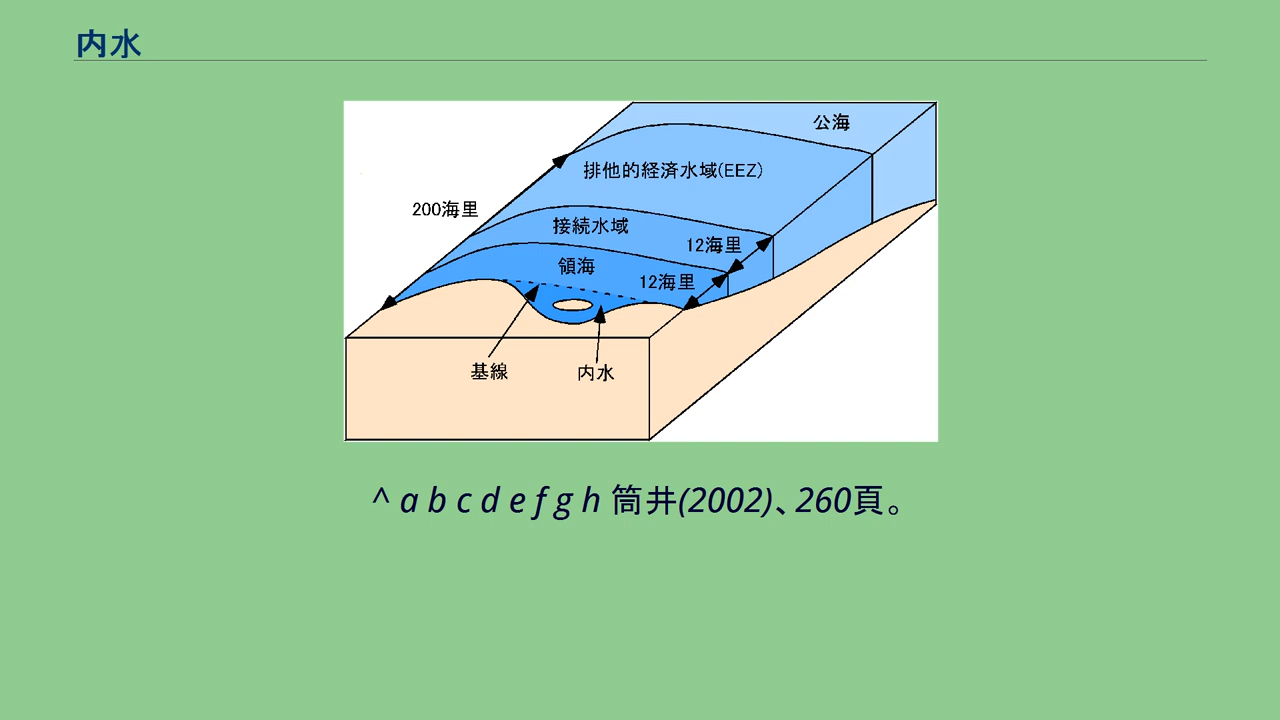 内水
公海
排他的経済水域(EEZ)
200海里
接続水域
12海里
領海
12海里
基線
内水
^ a b c d e f g h 筒井(2002)、260頁。